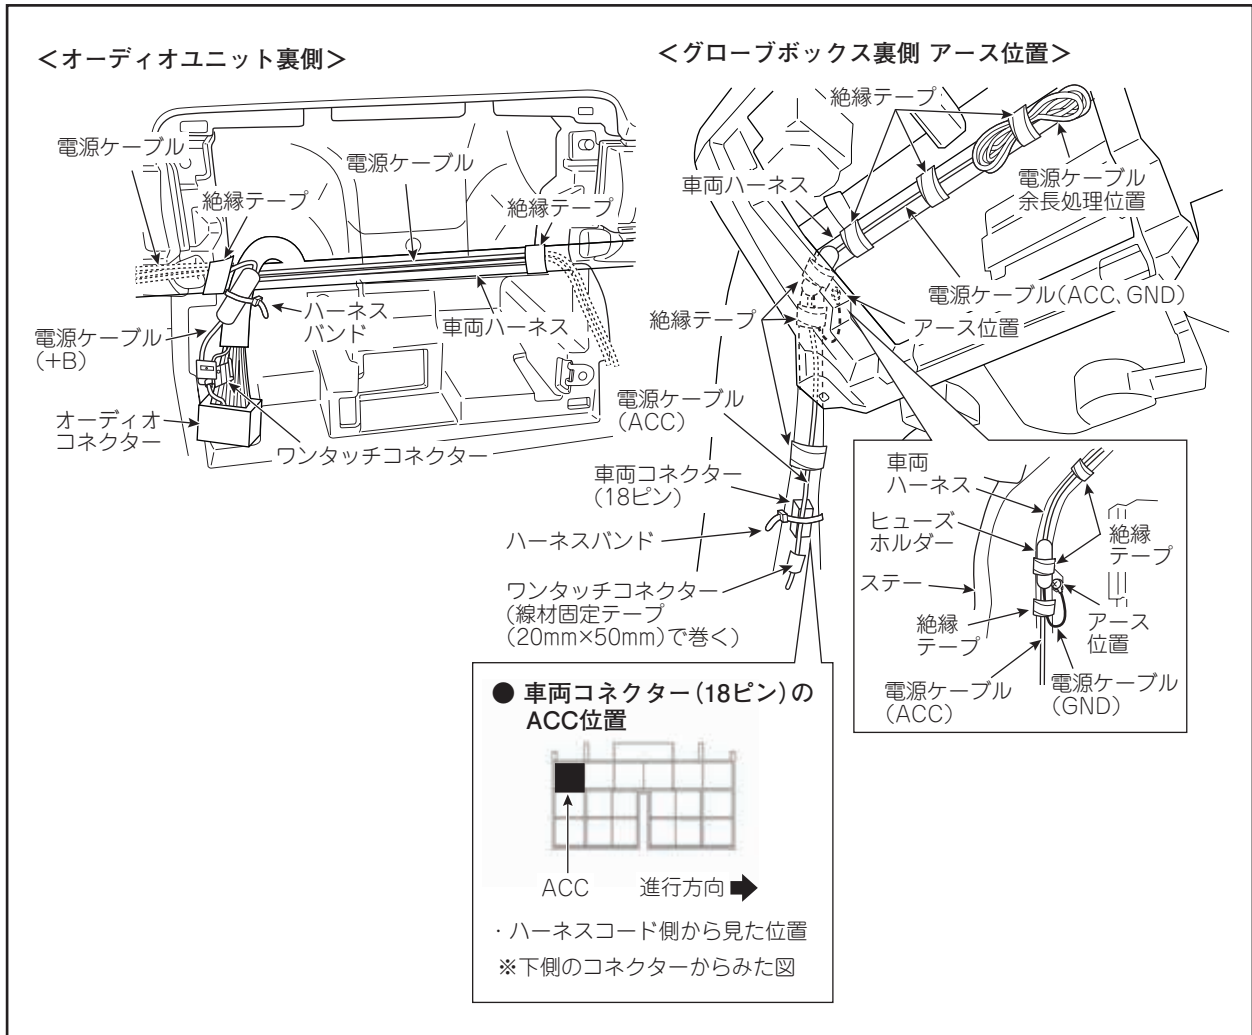 ＜オーディオユニット裏側＞
電源ケーブル
電源ケーブル
絶縁テープ
絶縁テープ
ハーネス
バンド
車両ハーネス
電源ケーブル
(+B)
オーディオ
コネクター
ワンタッチコネクター
＜グローブボックス裏側 アース位置＞
絶縁テープ
車両ハーネス
電源ケーブル
余長処理位置
電源ケーブル(ACC、GND)
絶縁テープ
アース位置
電源ケーブル
(ACC)
車両コネクター
(18ピン)
ハーネスバンド
ワンタッチコネクター
(線材固定テープ
(20mm×50mm)で巻く)
車両
ハーネス
ヒューズ
ホルダー
絶縁
テープ
ステー
絶縁
テープ
アース
位置
電源ケーブル
(ACC)
電源ケーブル
(GND)
● 車両コネクター(18ピン)の
ACC位置
ACC
進行方向
・ハーネスコード側から見た位置
※下側のコネクターからみた図